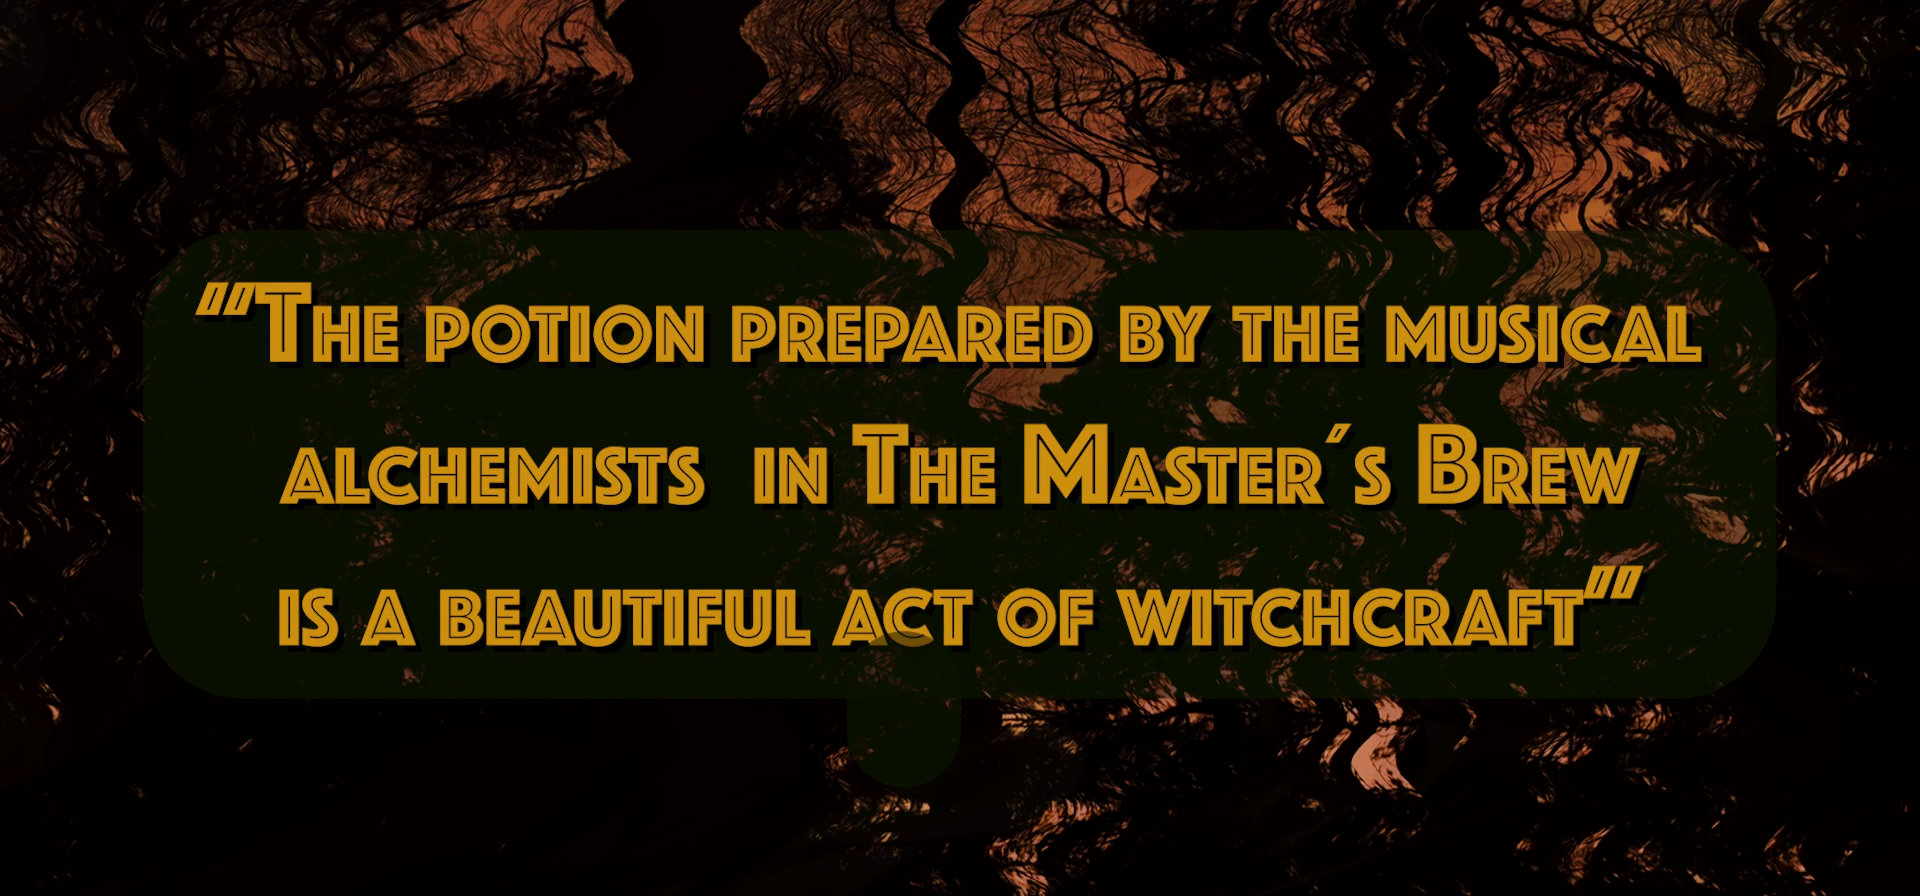 "The potion prepared by the musical
alchemists  in The Master´s Brew
is a beautiful act of witchcraft"